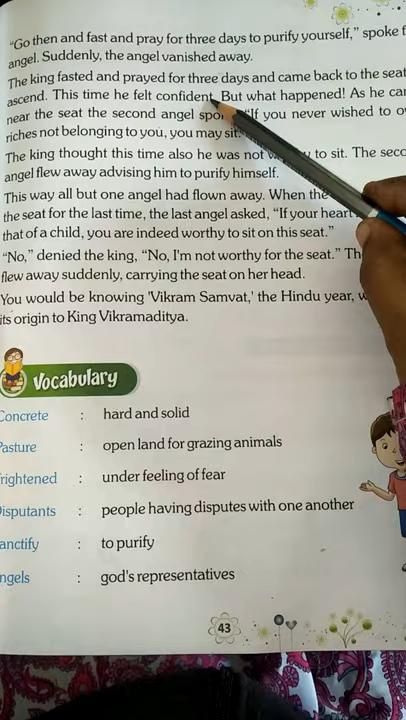 "Go then and fast and pray for three days to purify yourself," spoke
angel. Suddenly, the angel vanished away.
The king fasted and prayed for three days and came back to the seat
ascend. This time he felt confident. But what happened! As he
near the seat the second angel "If you never wished to
riches not belonging to you, you may sit."
The king thought this time also he was not to sit. The
angel flew away advising him to purify himself.
This way all but one angel had flown away. When the
the seat for the last time, the last angel asked, "If your heart
that of a child, you are indeed worthy to sit on this seat."
"No," denied the king, "No, I'm not worthy for the seat."
flew away suddenly, carrying the seat on her head.
You would be knowing 'Vikram Samvat,' the Hindu year,
its origin to King Vikramaditya.
Vocabulary
Concrete : hard and solid
Pasture : open land for grazing animals
rightened : under feeling of fear
isputants : people having disputes with one another
anctify : to purify
ngels : god's representatives
43